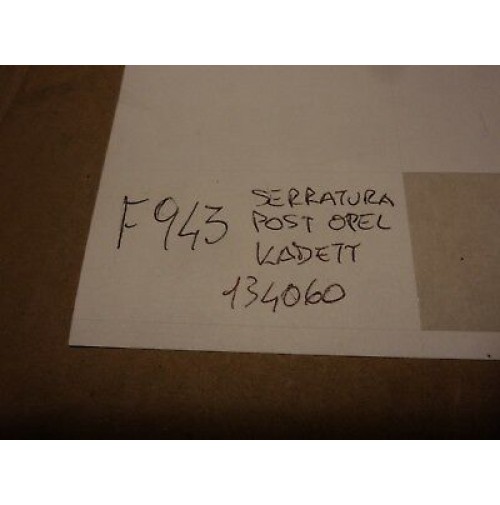 F943 SERRATURA
POST OPEL
KADETT
134060